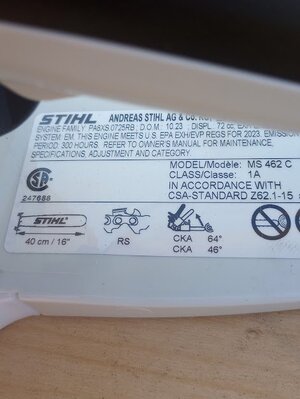 STIHL ANDREAS STIHL AG & Co.
ENGINE FAMILY: PA8XS.0725RB D.O.M: 10.23 DISPL. 72 cc.
SYSTEM: EM. THIS ENGINE MEETS U.S. EPA EXH/EVP REGS FOR 2023. EMISSION
PERIOD: 300 HOURS. REFER TO OWNER'S MANUAL FOR MAINTENANCE
SPECIFICATIONS, ADJUSTMENT AND CATEGORY.
MODEL/Modèle: MS 462 C
CLASS/Classe: 1A
IN ACCORDANCE WITH
CSA-STANDARD Z62.1-15
247686
STIHL
40 cm / 16"
RS
CKA 64°
CKA 46°